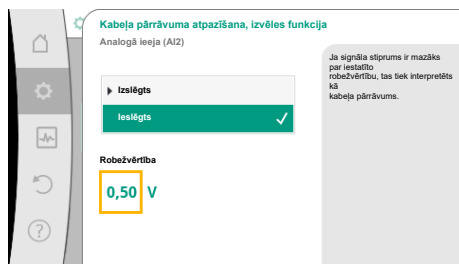 Kabeļa pārrāvuma atpazīšana, izvēles funkcija
Analogā ieeja (AI2)
Izslēgts
Ieslēgts
Robežvērtība
0,50 V
Ja signāla stiprums ir mazāks
par iestatīto
robežvērtību, tas tiek interpretēts
kā
kabeļa pārrāvums.